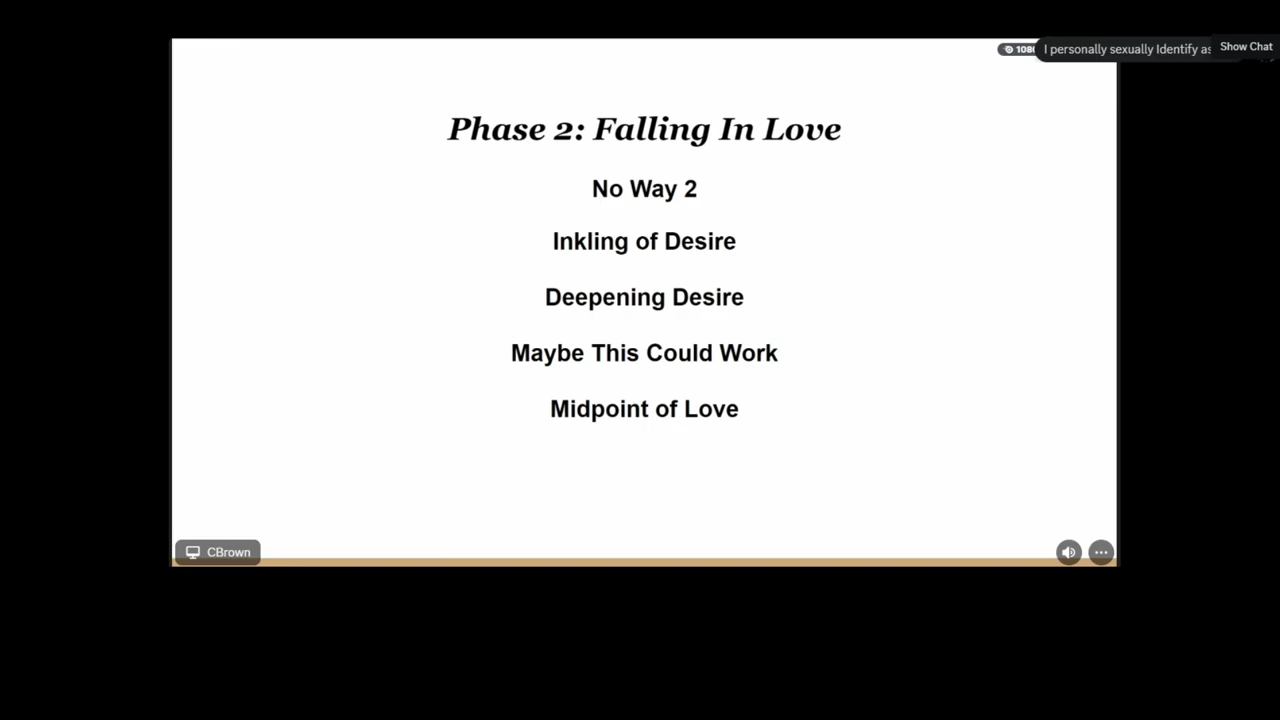 1080
I personally sexually Identify as
Show Chat
Phase 2: Falling In Love
No Way 2
Inkling of Desire
Deepening Desire
Maybe This Could Work
Midpoint of Love
CBrown